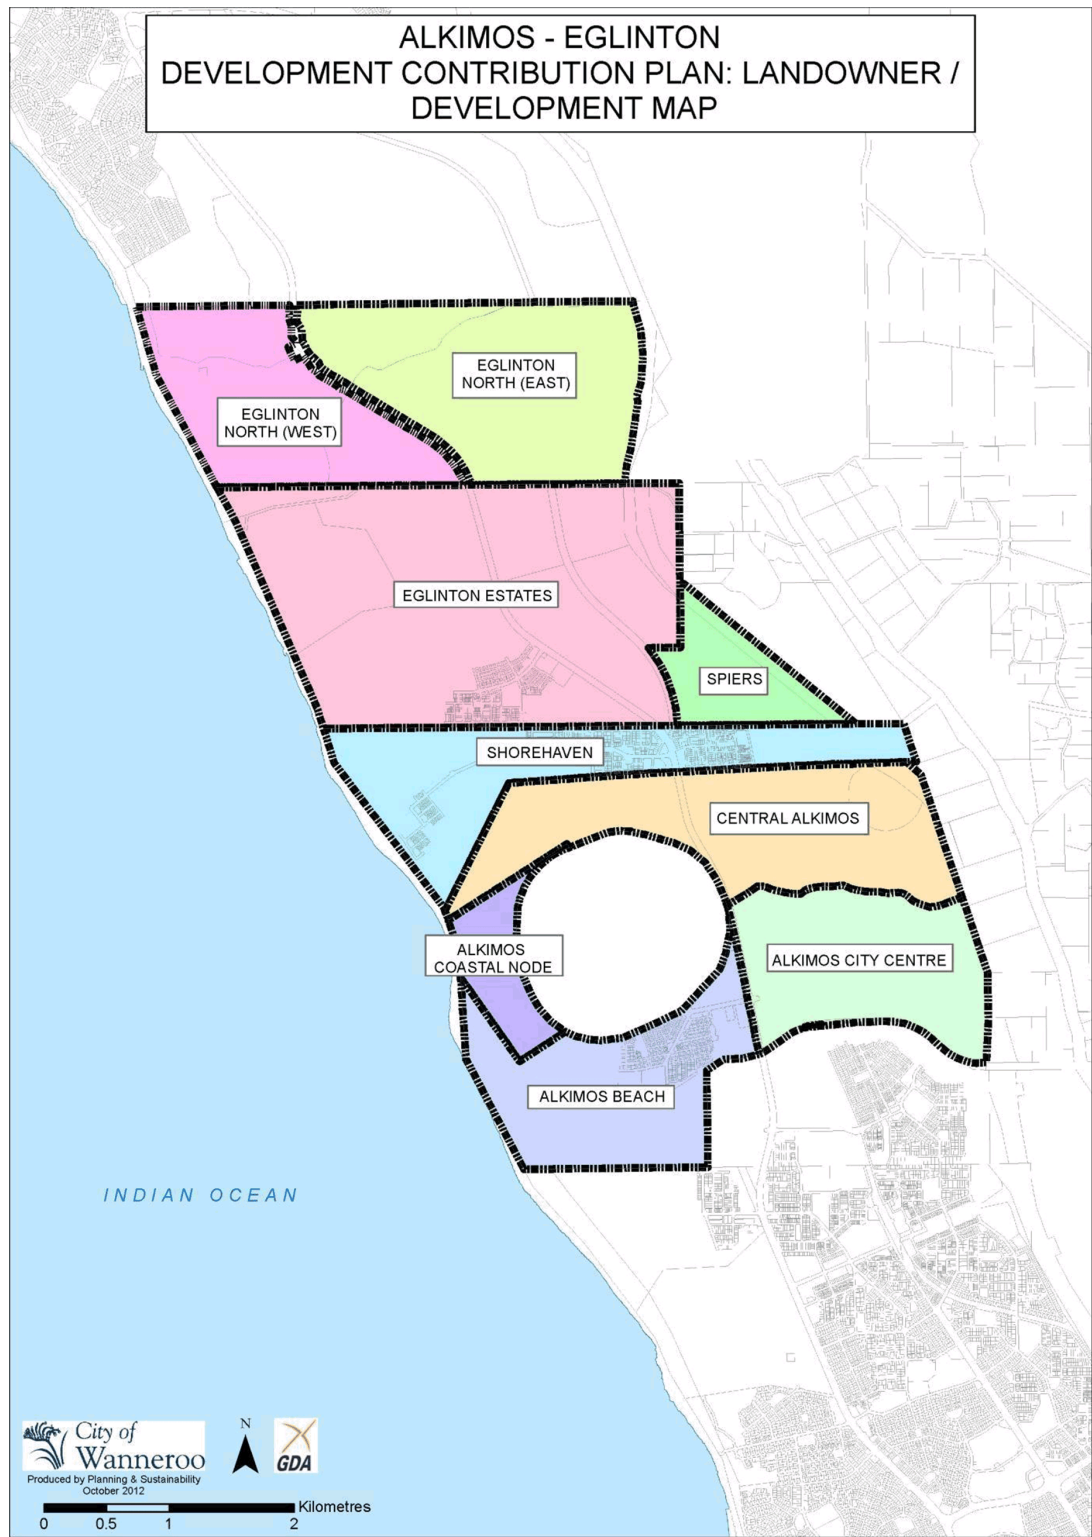 ALKIMOS - EGLINTON
DEVELOPMENT CONTRIBUTION PLAN: LANDOWNER /
DEVELOPMENT MAP
EGLINTON
NORTH (EAST)
EGLINTON
NORTH (WEST)
EGLINTON ESTATES
SPIERS
SHOREHAVEN
CENTRAL ALKIMOS
ALKIMOS
COASTAL NODE
ALKIMOS CITY CENTRE
ALKIMOS BEACH
INDIAN OCEAN
City of
Wanneroo
Produced by Planning & Sustainability
October 2012
N
GDA
Kilometres
0 0.5 1 2